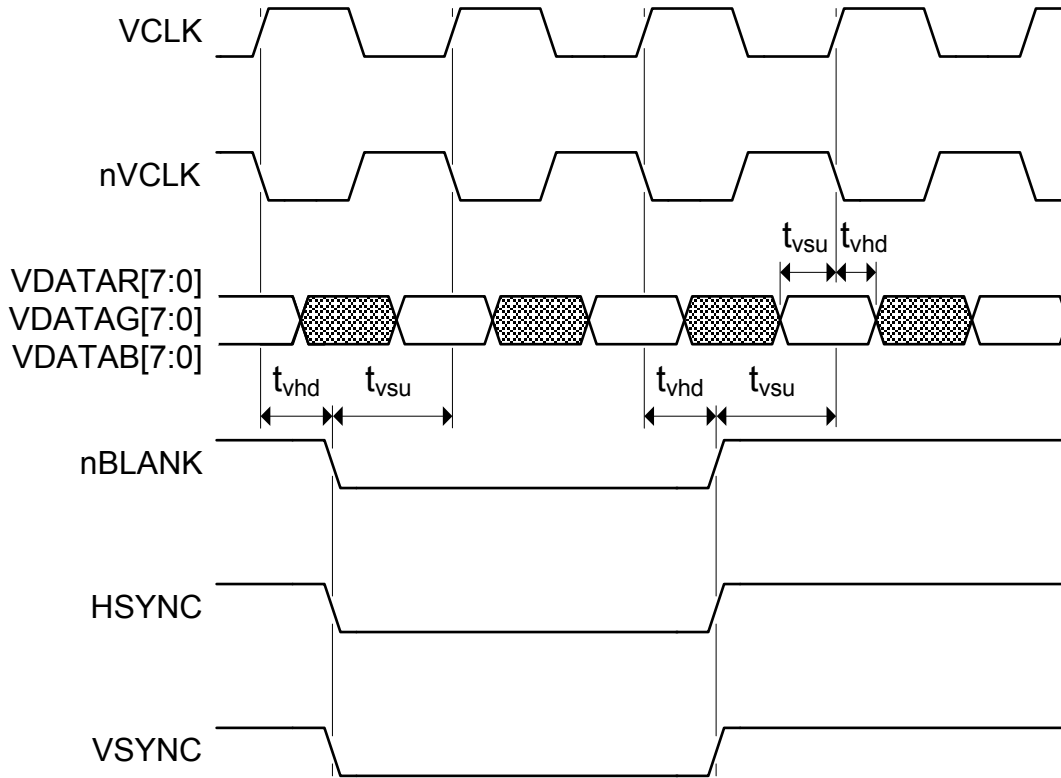 VCLK
nVCLK
tvsu tvhd
VDATAR[7:0]
VDATAG[7:0]
VDATAB[7:0]
tvhd tvsu tvhd tvsu
nBLANK
HSYNC
VSYNC